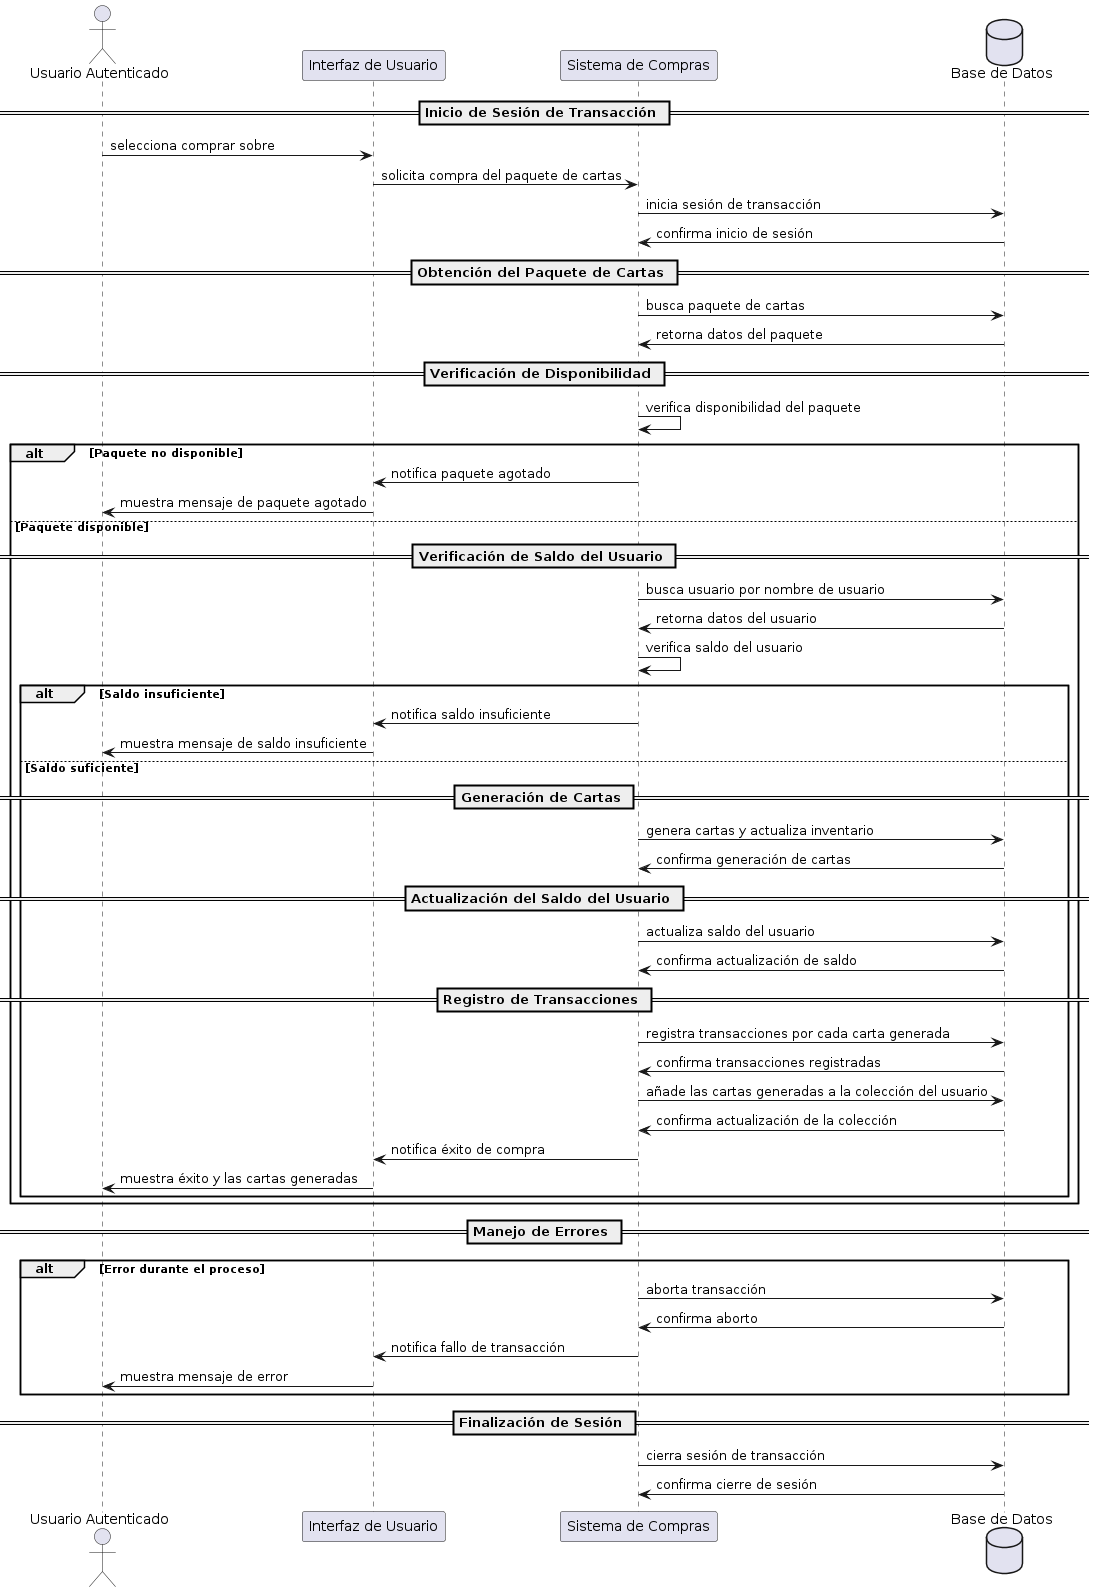 Usuario Autenticado
Interfaz de Usuario
Sistema de Compras
Base de Datos
Inicio de Sesión de Transacción
selecciona comprar sobre
solicita compra del paquete de cartas
inicia sesión de transacción
confirma inicio de sesión
Obtención del Paquete de Cartas
busca paquete de cartas
retorna datos del paquete
Verificación de Disponibilidad
verifica disponibilidad del paquete
alt [Paquete no disponible]
notifica paquete agotado
muestra mensaje de paquete agotado
[Paquete disponible]
Verificación de Saldo del Usuario
busca usuario por nombre de usuario
retorna datos del usuario
verifica saldo del usuario
alt [Saldo insuficiente]
notifica saldo insuficiente
muestra mensaje de saldo insuficiente
[Saldo suficiente]
Generación de Cartas
genera cartas y actualiza inventario
confirma generación de cartas
Actualización del Saldo del Usuario
actualiza saldo del usuario
confirma actualización de saldo
Registro de Transacciones
registra transacciones por cada carta generada
confirma transacciones registradas
añade las cartas generadas a la colección del usuario
confirma actualización de la colección
notifica éxito de compra
muestra éxito y las cartas generadas
Manejo de Errores
alt [Error durante el proceso]
aborta transacción
confirma aborto
notifica fallo de transacción
muestra mensaje de error
Finalización de Sesión
cierra sesión de transacción
confirma cierre de sesión
Usuario Autenticado
Interfaz de Usuario
Sistema de Compras
Base de Datos